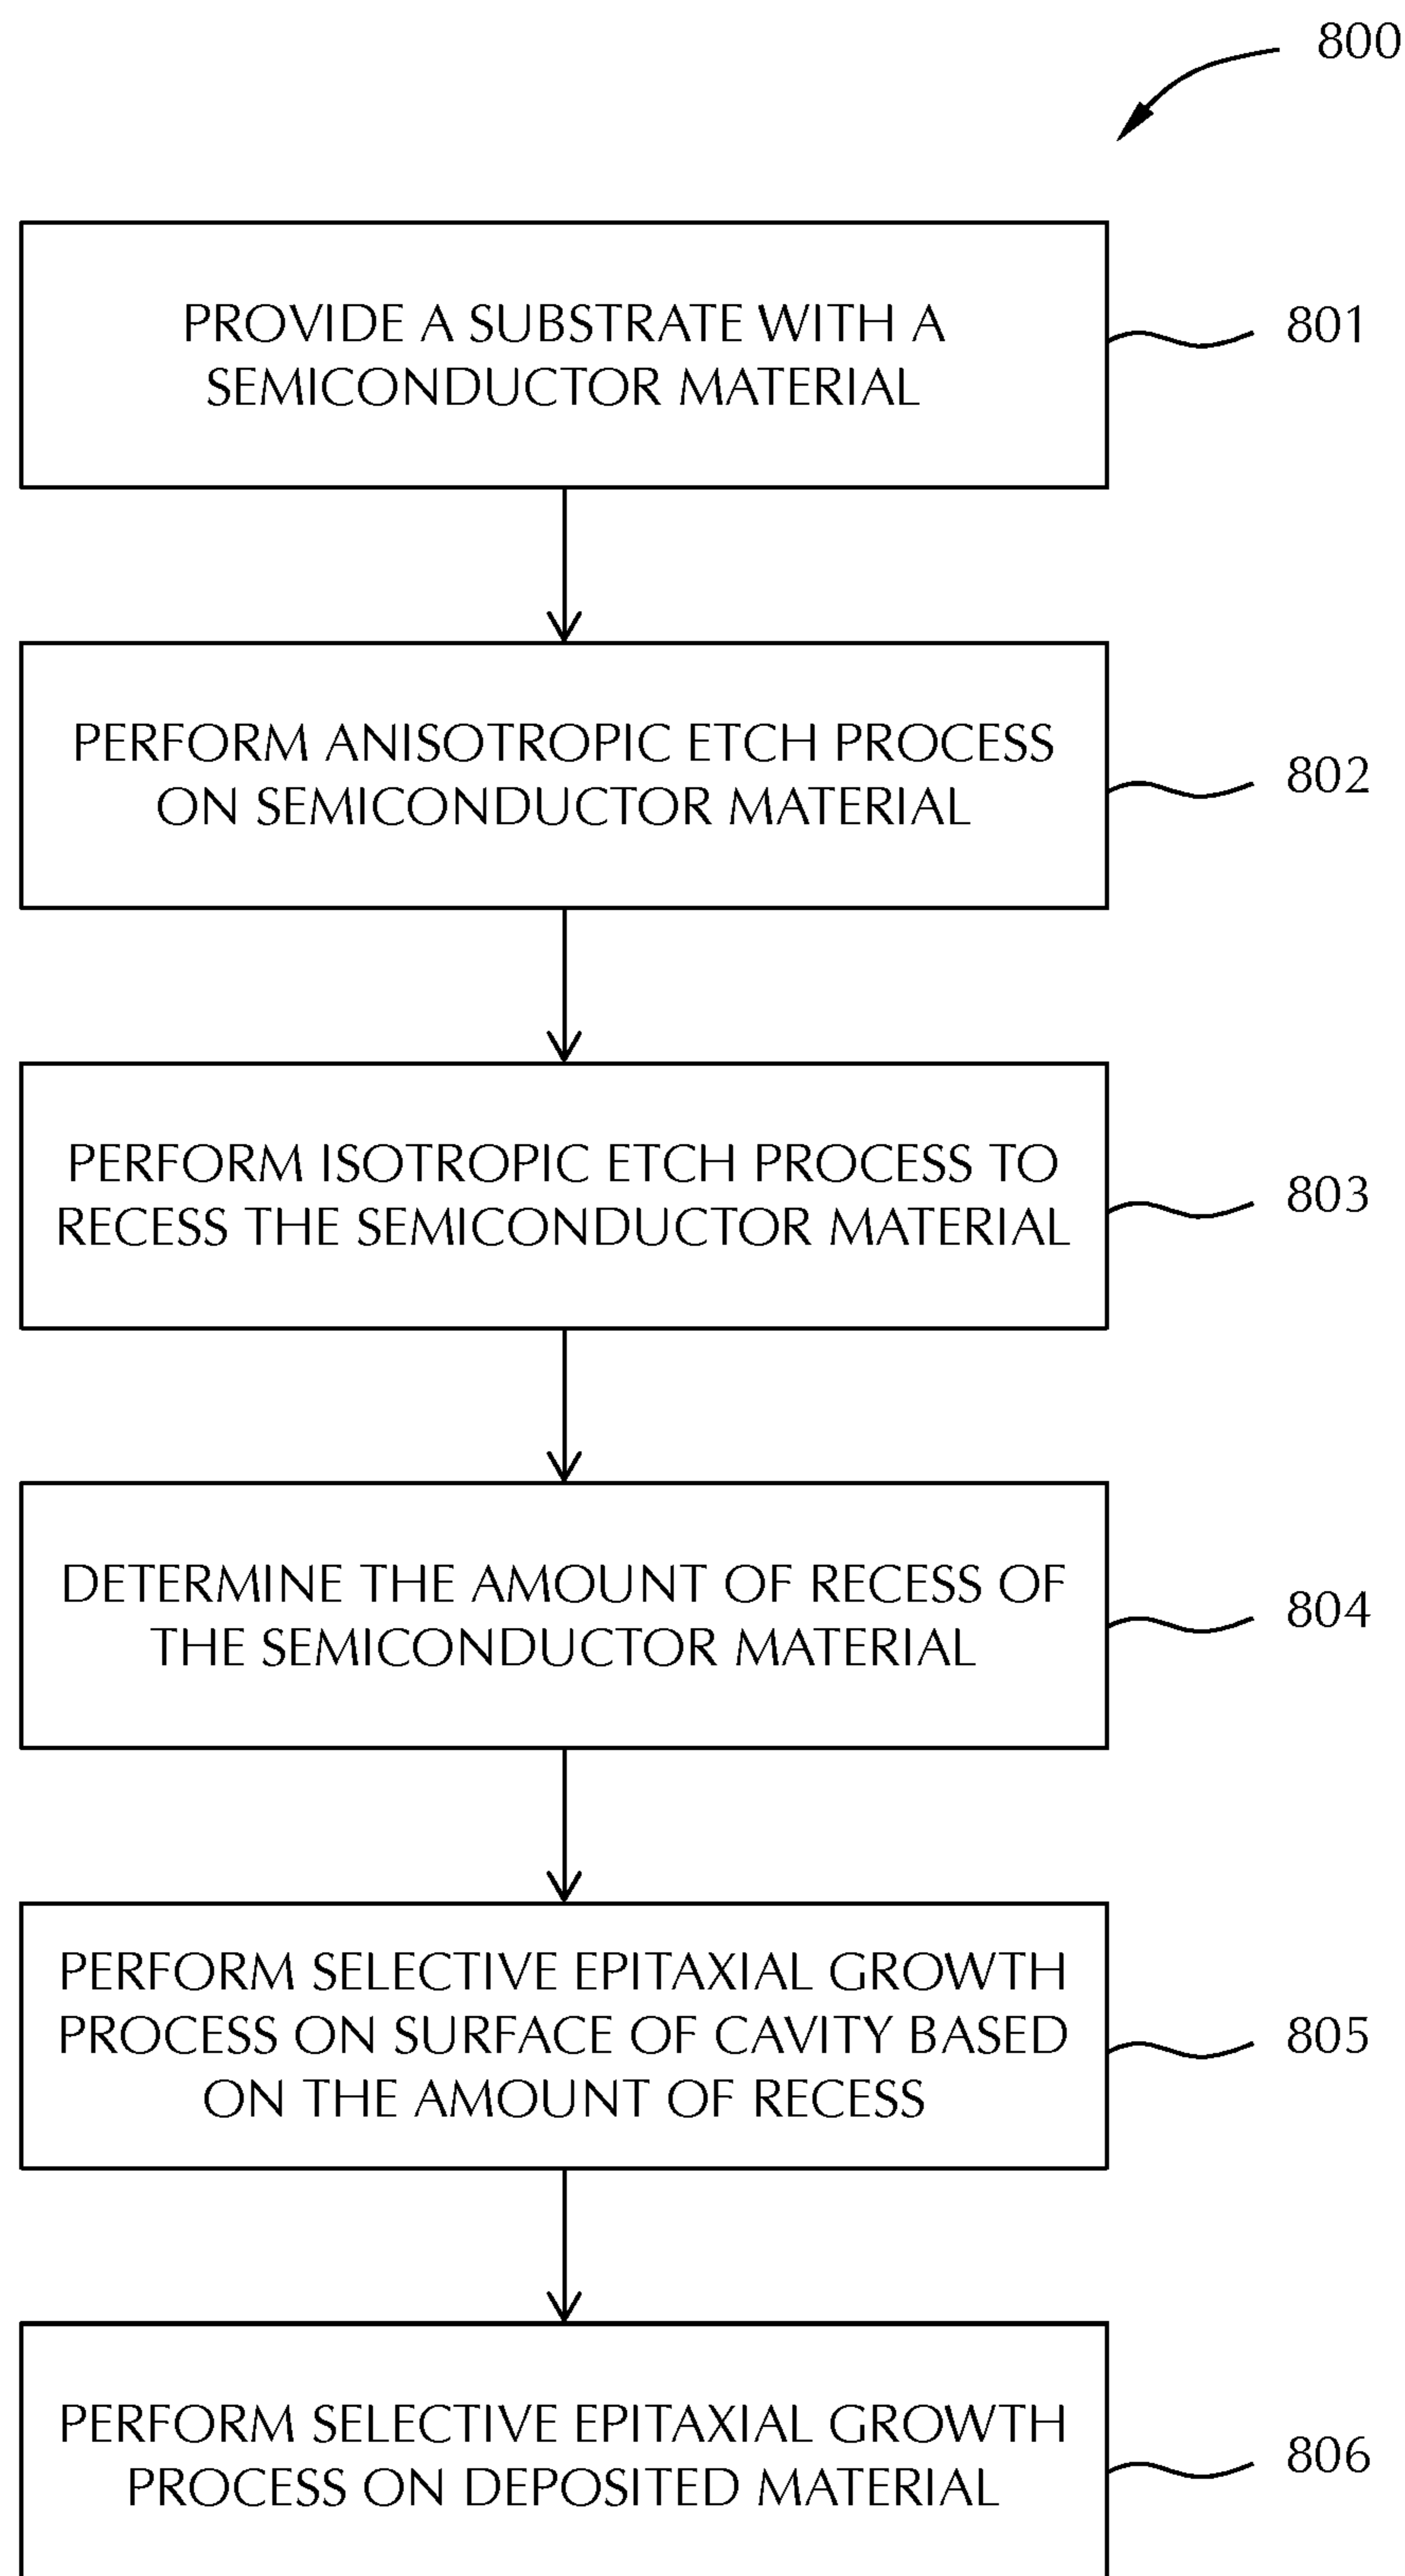 800
PROVIDE A SUBSTRATE WITH A
SEMICONDUCTOR MATERIAL
801
PERFORM ANISOTROPIC ETCH PROCESS
ON SEMICONDUCTOR MATERIAL
802
PERFORM ISOTROPIC ETCH PROCESS TO
RECESS THE SEMICONDUCTOR MATERIAL
803
DETERMINE THE AMOUNT OF RECESS OF
THE SEMICONDUCTOR MATERIAL
804
PERFORM SELECTIVE EPITAXIAL GROWTH
PROCESS ON SURFACE OF CAVITY BASED
ON THE AMOUNT OF RECESS
805
PERFORM SELECTIVE EPITAXIAL GROWTH
PROCESS ON DEPOSITED MATERIAL
806